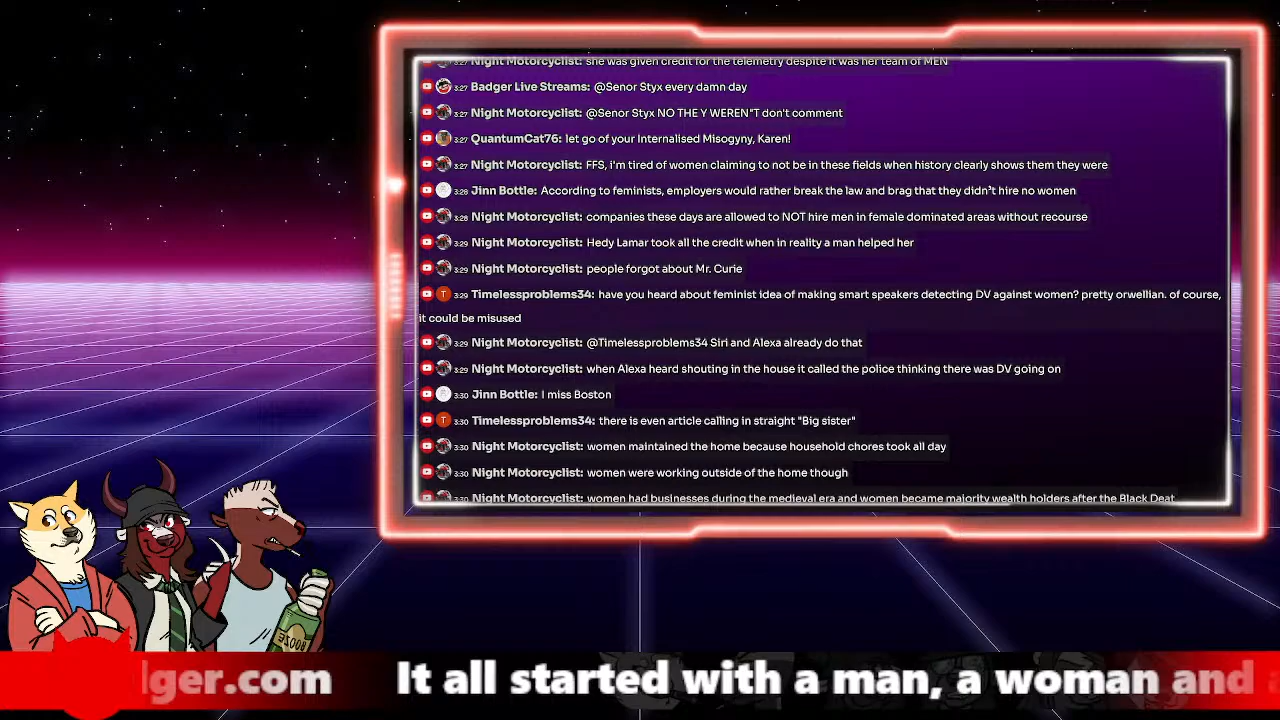 Night Motorcyclist: she was given credit for the telemetry despite it was her team of MEN
3:27 Badger Live Streams: @Senor Styx every damn day
3:27 Night Motorcyclist: @Senor Styx NO THE Y WEREN"T don't comment
3:27 QuantumCat76: let go of your Internalised Misogyny, Karen!
3:27 Night Motorcyclist: FFS, i'm tired of women claiming to not be in these fields when history clearly shows them they were
3:28 Jinn Bottle: According to feminists, employers would rather break the law and brag that they didn't hire no women
3:28 Night Motorcyclist: companies these days are allowed to NOT hire men in female dominated areas without recourse
3:29 Night Motorcyclist: Hedy Lamar took all the credit when in reality a man helped her
3:29 Night Motorcyclist: people forgot about Mr. Curie
T 3:29 Timelessproblems34: have you heard about feminist idea of making smart speakers detecting DV against women? pretty orwellian. of course,
it could be misused
3:29 Night Motorcyclist: @Timelessproblems34 Siri and Alexa already do that
3:29 Night Motorcyclist: when Alexa heard shouting in the house it called the police thinking there was DV going on
3:30 Jinn Bottle: I miss Boston
T 3:30 Timelessproblems34: there is even article calling in straight "Big sister"
3:30 Night Motorcyclist: women maintained the home because household chores took all day
3:30 Night Motorcyclist: women were working outside of the home though
3:30 Night Motorcyclist: women had businesses during the medieval era and women became majority wealth holders after the Black Deat
BOOZE
lger.com It all started with a man, a woman and